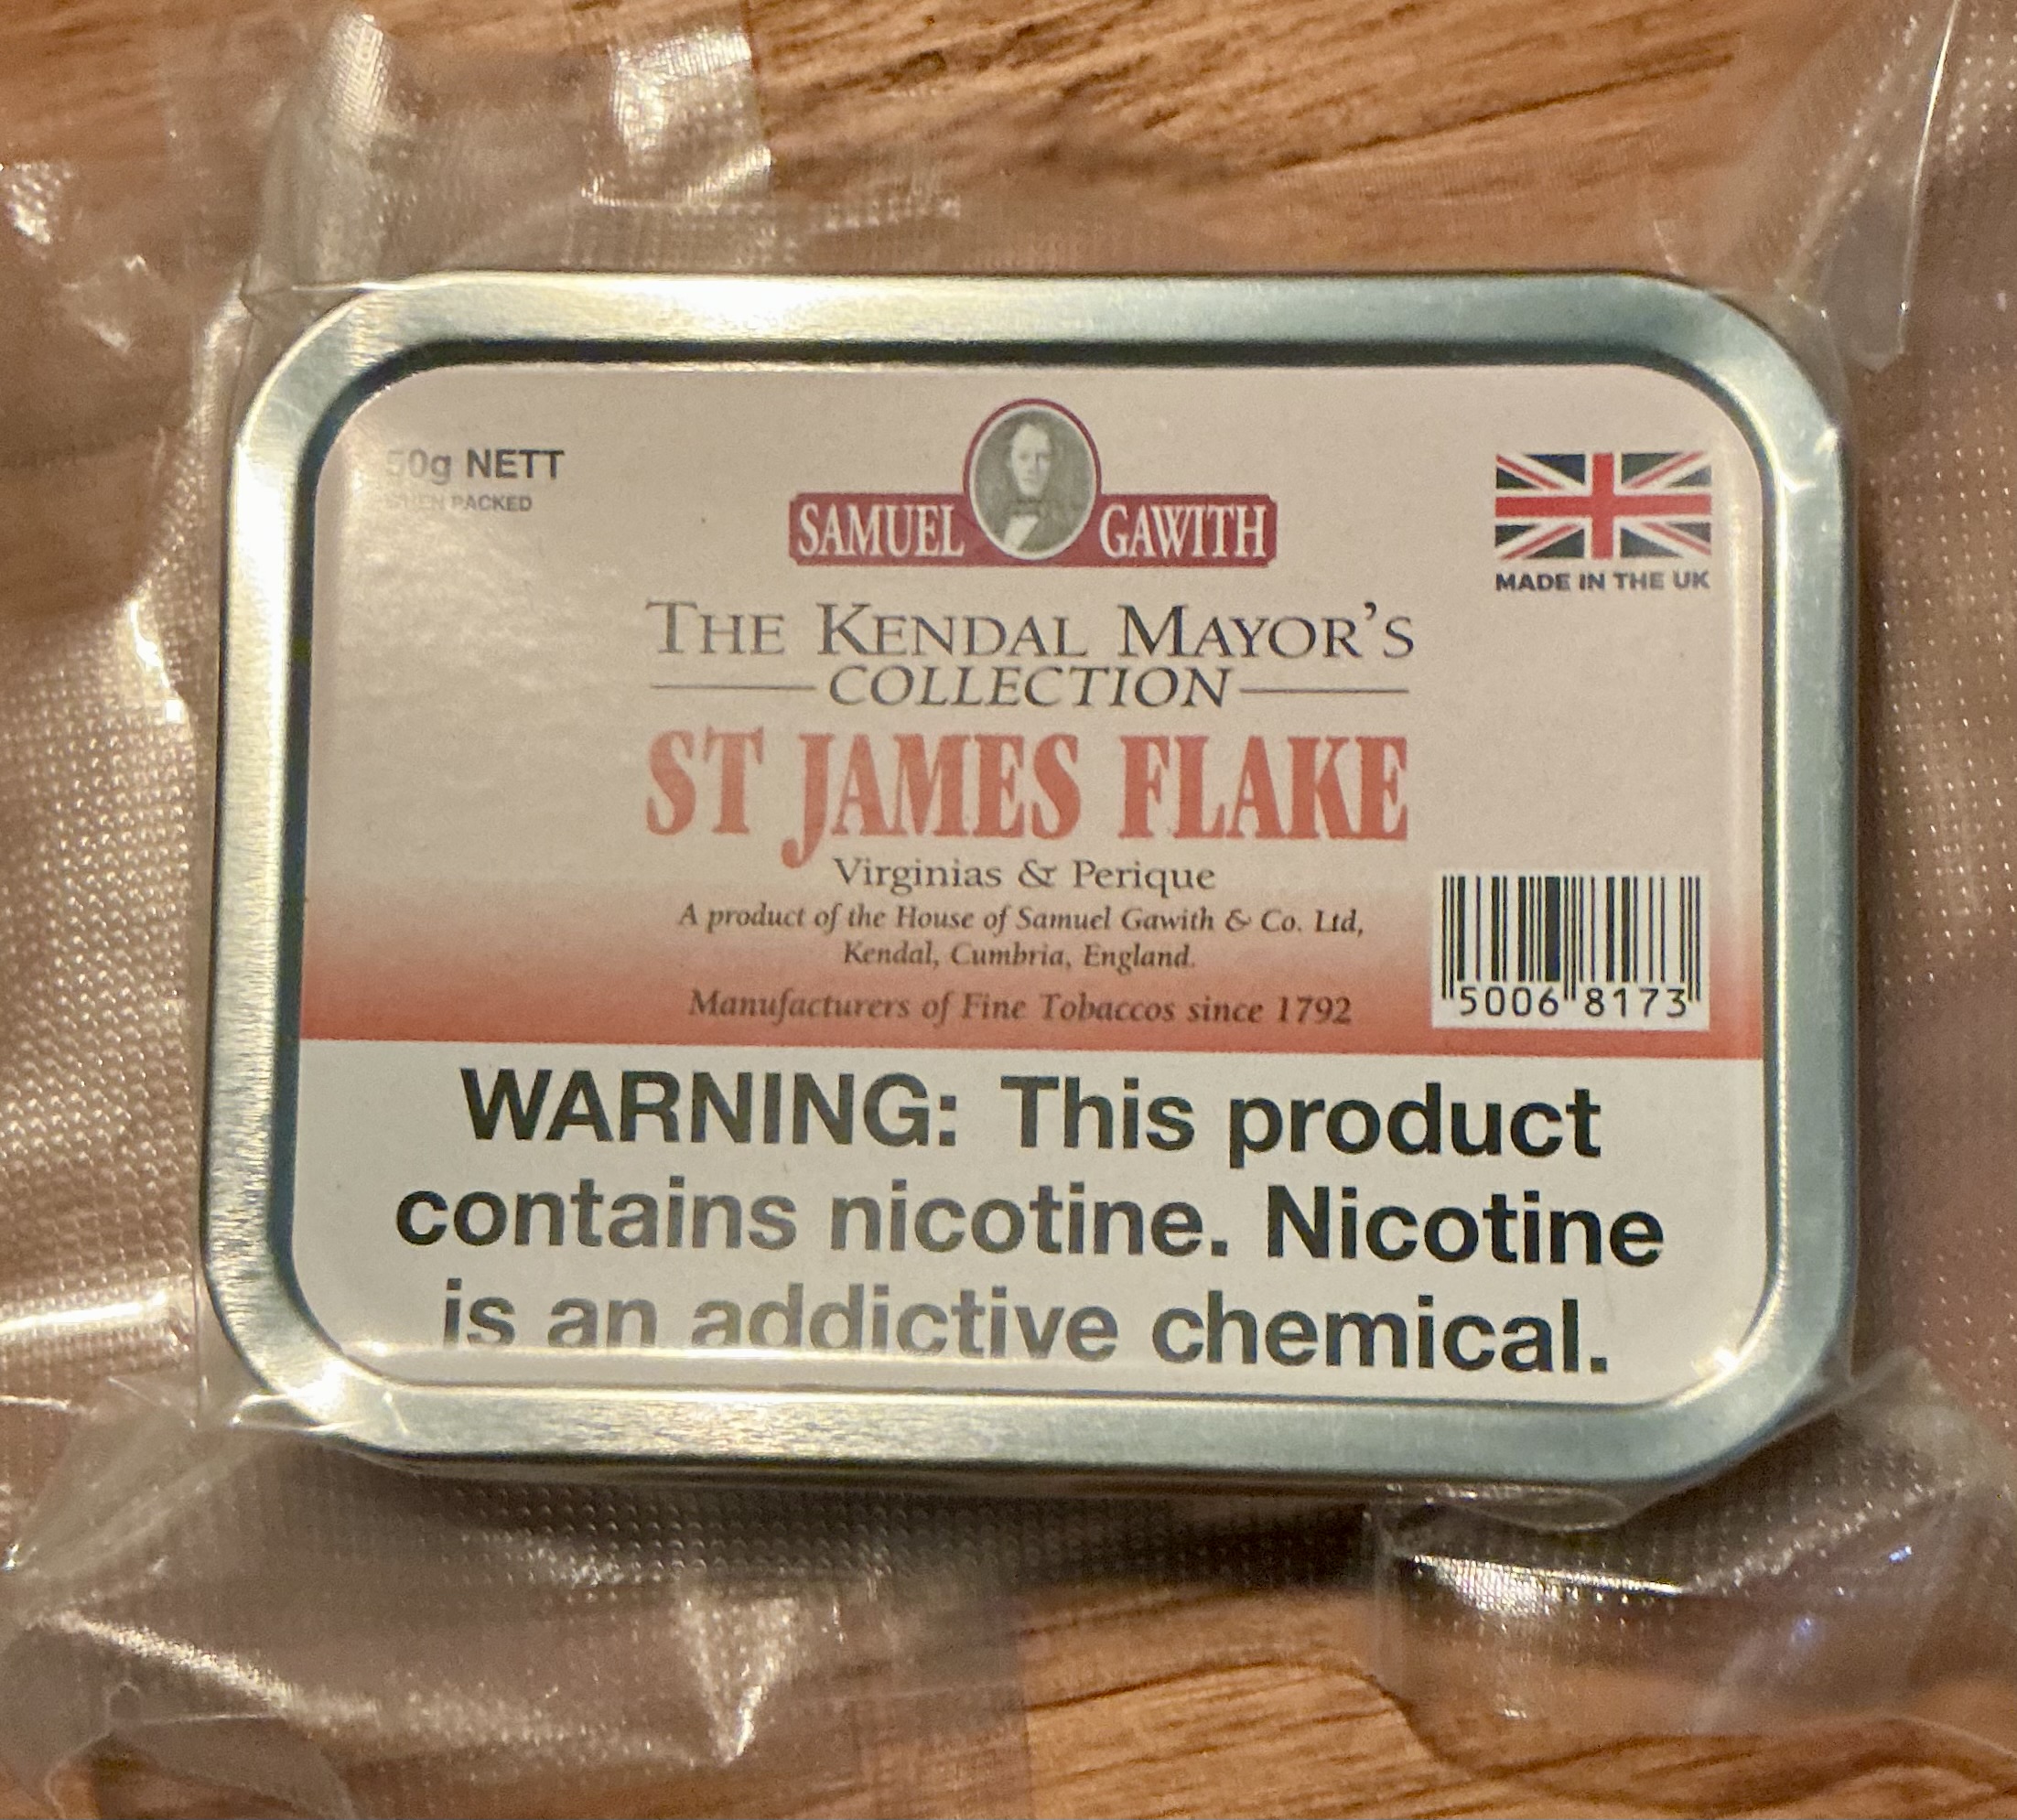 50g NETT
WHEN PACKED
SAMUEL GAWITH
MADE IN THE UK
THE KENDAL MAYOR'S
COLLECTION
ST JAMES FLAKE
Virginias & Perique
A product of the House of Samuel Gawith & Co. Ltd,
Kendal, Cumbria, England.
Manufacturers of Fine Tobaccos since 1792
5006 8173
WARNING: This product
contains nicotine. Nicotine
is an addictive chemical.